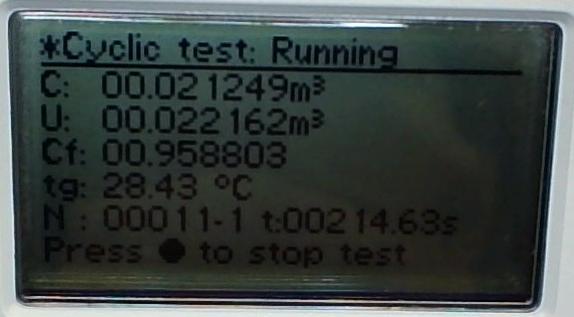 *Cyclic test: Running
C: 00.021249m³
U: 00.022162m³
Cf: 00.958803
tg: 28.43 °C
N : 00011-1 t:00214.63s
Press ● to stop test